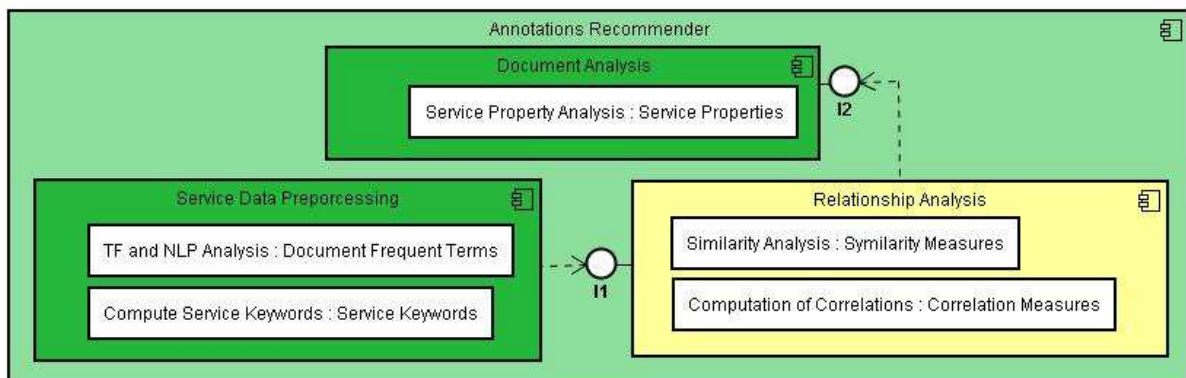 Annotations Recommender
Document Analysis
Service Property Analysis : Service Properties
I2
Service Data Preporcessing
TF and NLP Analysis : Document Frequent Terms
Compute Service Keywords : Service Keywords
I1
Relationship Analysis
Similarity Analysis : Symilarity Measures
Computation of Correlations : Correlation Measures